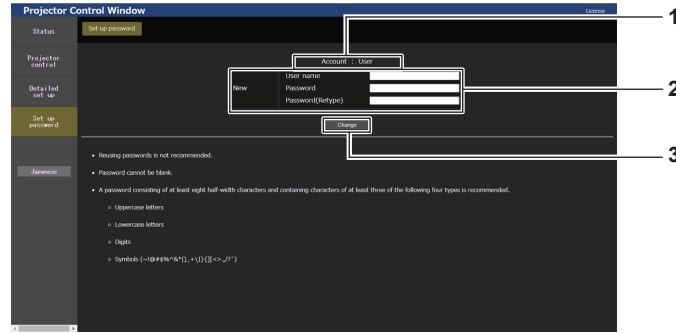 Projector Control Window
License
Status
Set up password
1
Projector
control
Account : User
User name
2
New
Password
Detailed
set up
Password(Retype)
Set up
password
Change
3
Reusing passwords is not recommended.
Japanese
Password cannot be blank.
A password consisting of at least eight half-width characters and containing characters of at least three of the following four types is recommended.
Uppercase letters
Lowercase letters
Digits
Symbols (~!@#$%^&*()_+\|}{][<>.,/?`)